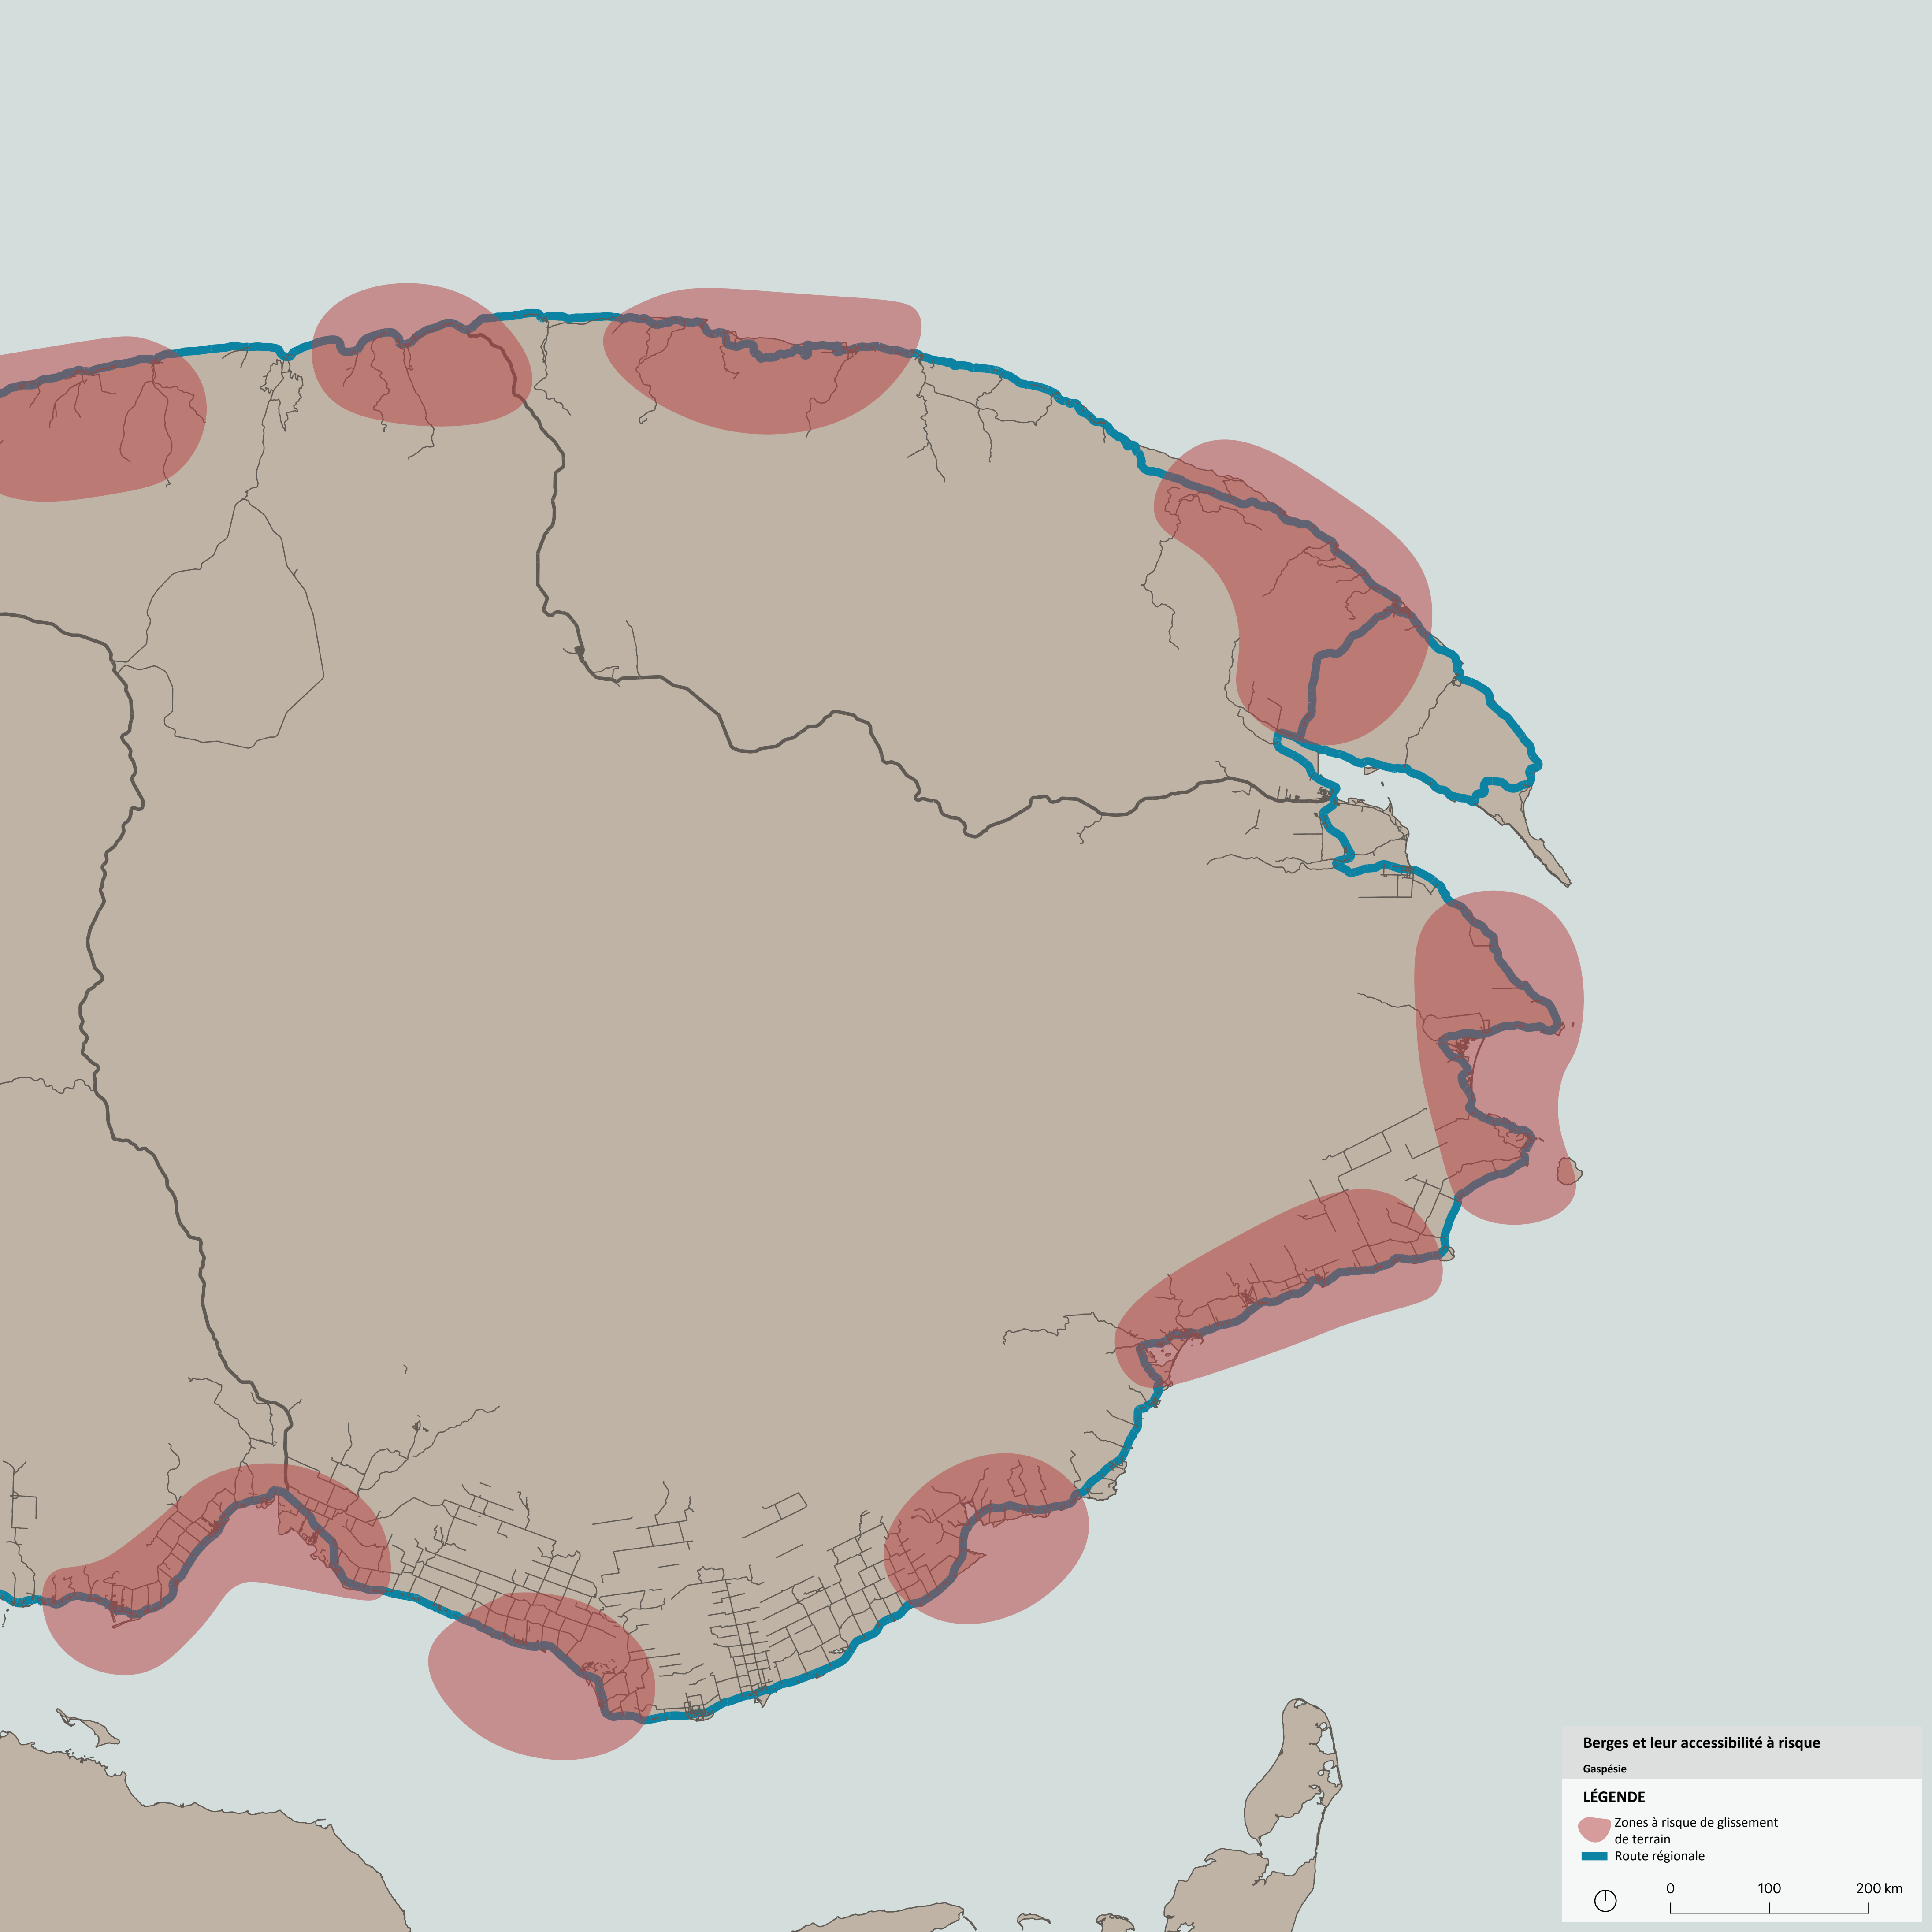 Berges et leur accessibilité à risque
Gaspésie
LÉGENDE
Zones à risque de glissement
de terrain
Route régionale
0 100 200 km